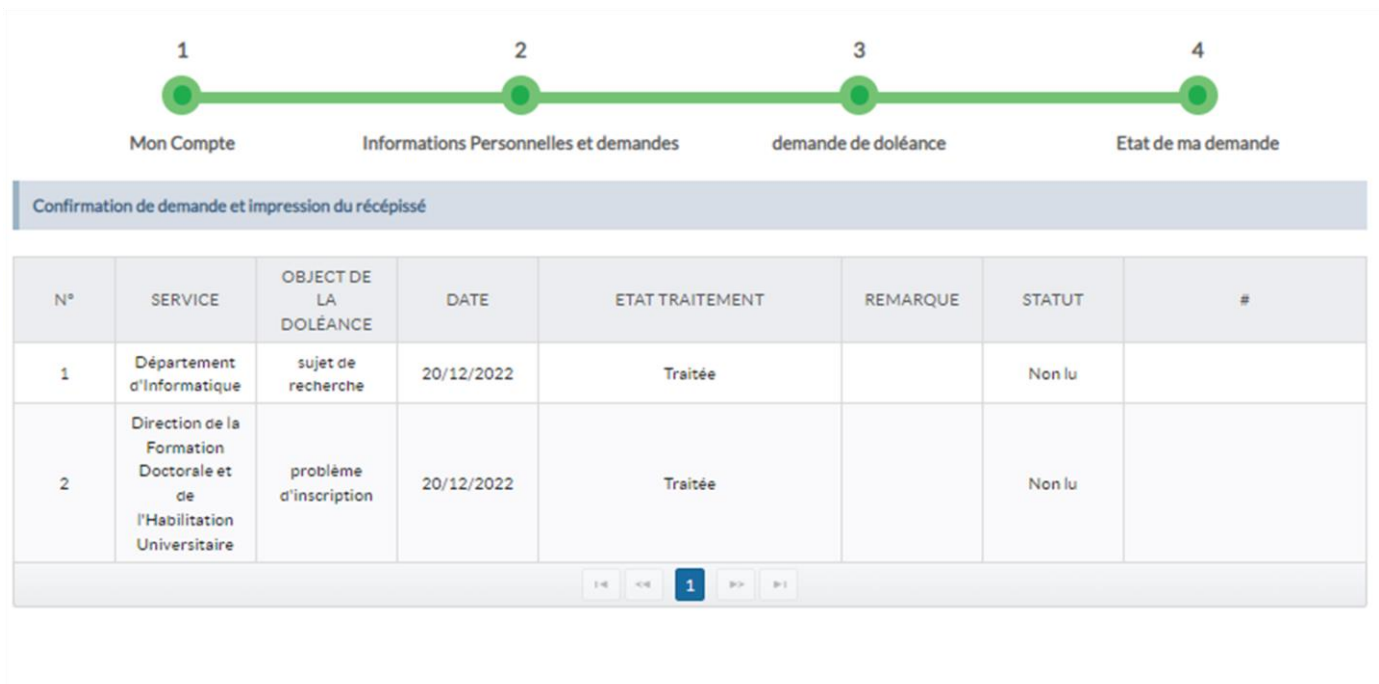 1 2 3 4
Mon Compte Informations Personnelles et demandes demande de doléance Etat de ma demande
Confirmation de demande et impression du récépissé
N° SERVICE OBJECT DE LA DOLÉANCE DATE ETAT TRAITEMENT REMARQUE STATUT #
1 Département d'Informatique sujet de recherche 20/12/2022 Traitée Non lu
2 Direction de la Formation Doctorale et de l'Habilitation Universitaire problème d'inscription 20/12/2022 Traitée Non lu
1